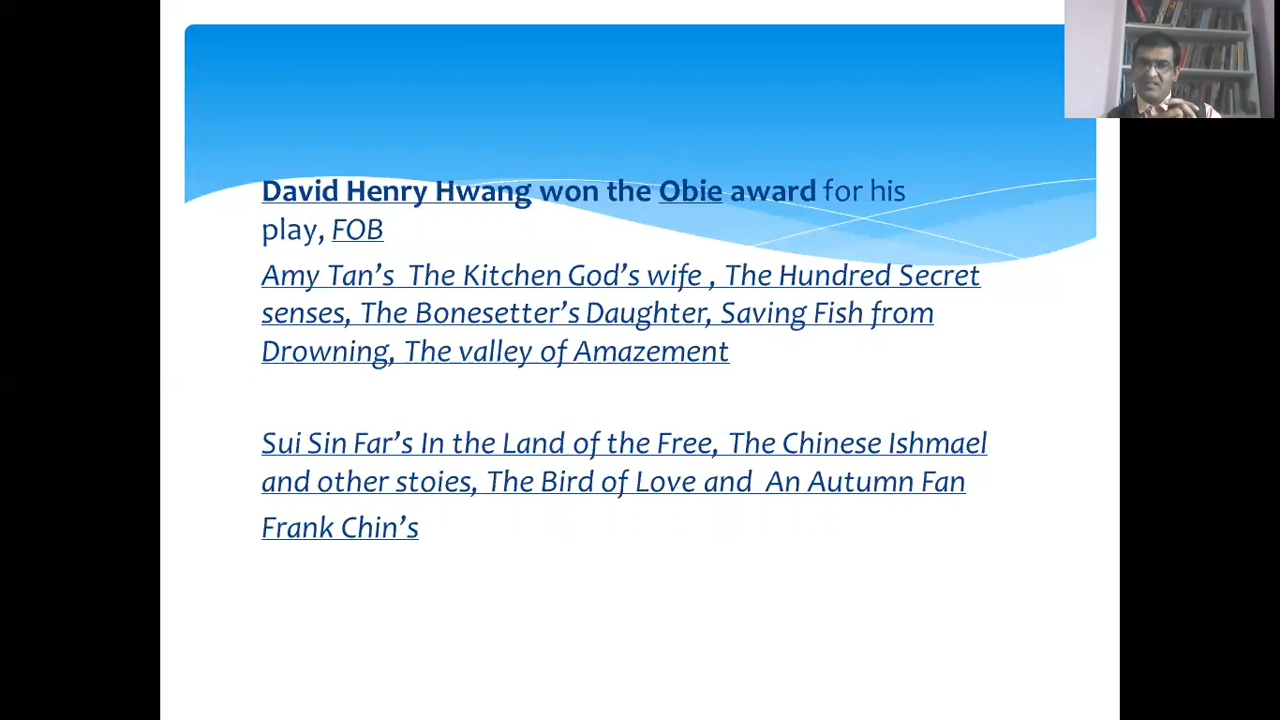 David Henry Hwang won the Obie award for his
play, FOB
Amy Tan's  The Kitchen God's wife , The Hundred Secret
senses, The Bonesetter's Daughter, Saving Fish from
Drowning, The valley of Amazement
Sui Sin Far's In the Land of the Free, The Chinese Ishmael
and other stoies, The Bird of Love and  An Autumn Fan
Frank Chin's